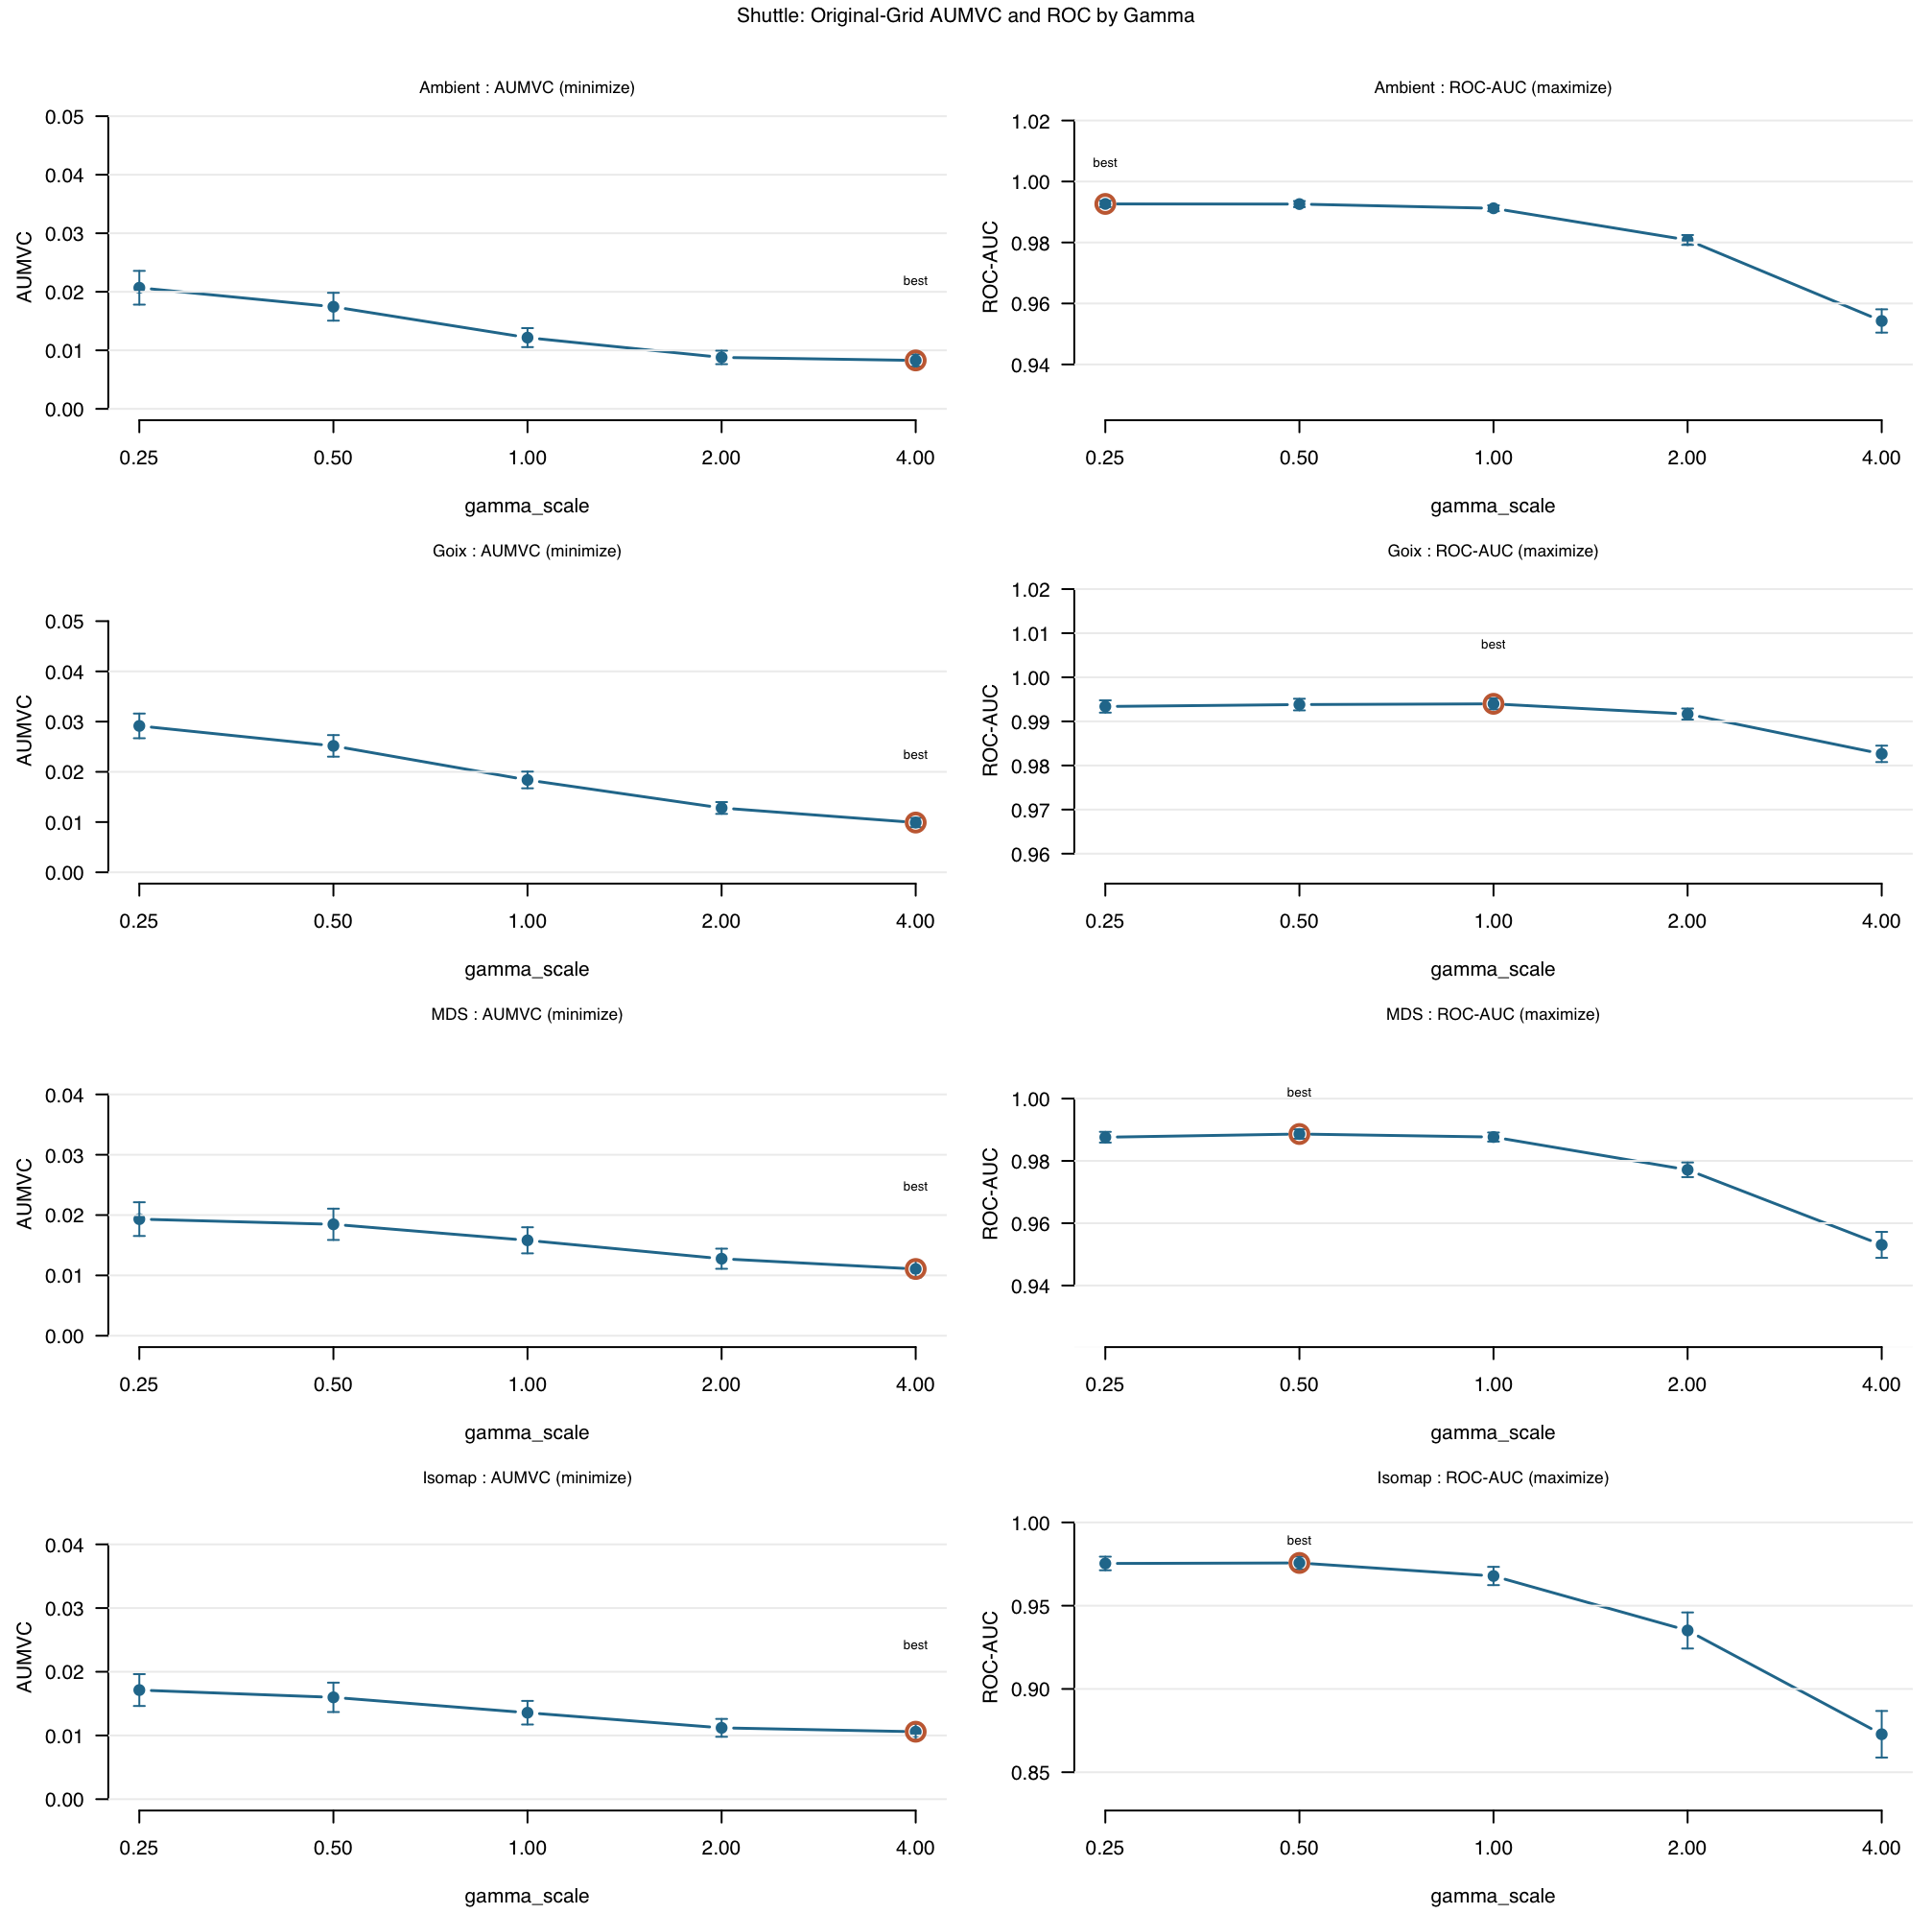 Shuttle: Original-Grid AUMVC and ROC by Gamma
Ambient : AUMVC (minimize)
0.05
0.04
0.03
0.02
0.01
0.00
AUMVC
best
0.25 0.50 1.00 2.00 4.00
gamma_scale
Ambient : ROC-AUC (maximize)
1.02
1.00
0.98
0.96
0.94
ROC-AUC
best
0.25 0.50 1.00 2.00 4.00
gamma_scale
Goix : AUMVC (minimize)
0.05
0.04
0.03
0.02
0.01
0.00
AUMVC
best
0.25 0.50 1.00 2.00 4.00
gamma_scale
Goix : ROC-AUC (maximize)
1.02
1.01
1.00
0.99
0.98
0.97
0.96
ROC-AUC
best
0.25 0.50 1.00 2.00 4.00
gamma_scale
MDS : AUMVC (minimize)
0.04
0.03
0.02
0.01
0.00
AUMVC
best
0.25 0.50 1.00 2.00 4.00
gamma_scale
MDS : ROC-AUC (maximize)
1.00
0.98
0.96
0.94
ROC-AUC
best
0.25 0.50 1.00 2.00 4.00
gamma_scale
Isomap : AUMVC (minimize)
0.04
0.03
0.02
0.01
0.00
AUMVC
best
0.25 0.50 1.00 2.00 4.00
gamma_scale
Isomap : ROC-AUC (maximize)
1.00
0.95
0.90
0.85
ROC-AUC
best
0.25 0.50 1.00 2.00 4.00
gamma_scale